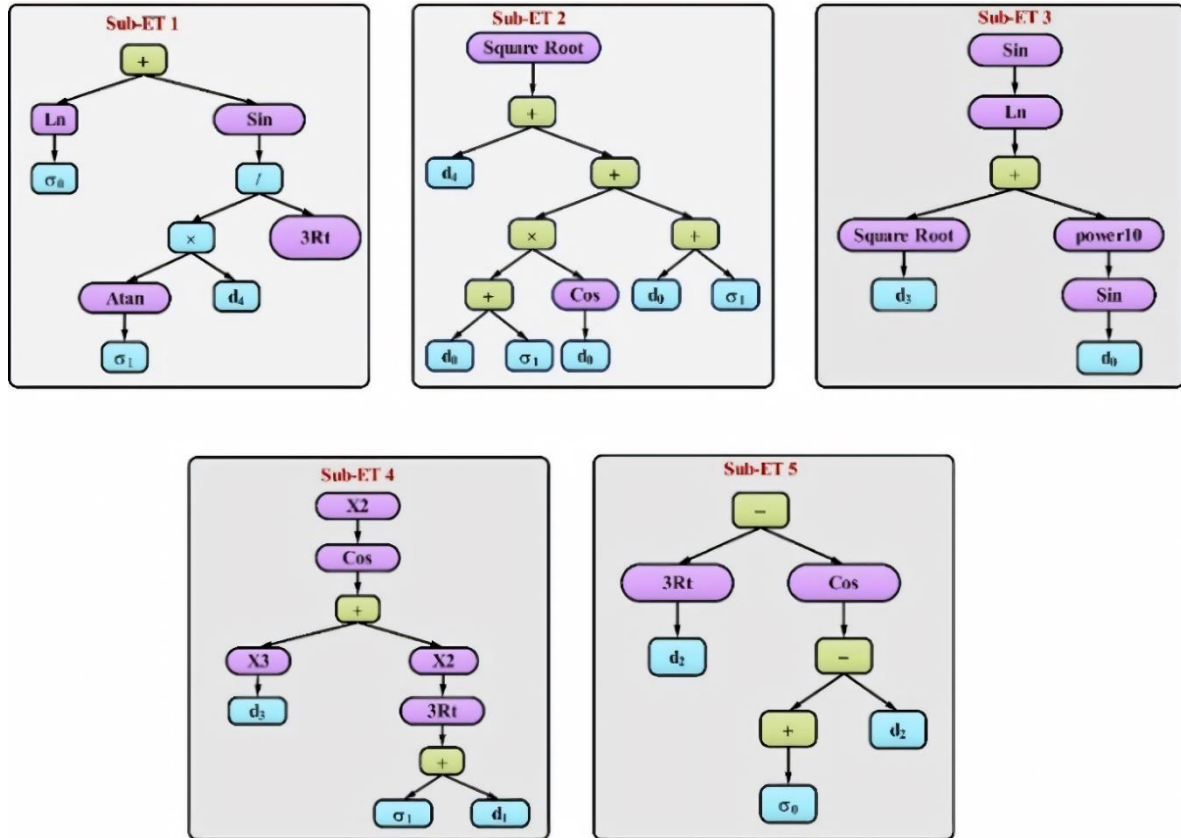 Sub-ET 1
+
Ln Sin
σ₀ /
× 3Rt
Atan d₄
σ₁
Sub-ET 2
Square Root
+
d₄ +
× +
+ Cos d₀ σ₁
d₀ σ₁ d₀
Sub-ET 3
Sin
Ln
+
Square Root power10
d₃ Sin
d₀
Sub-ET 4
X2
Cos
+
X3 X2
d₃ 3Rt
+
σ₁ d₁
Sub-ET 5
−
3Rt Cos
d₂ −
+ d₂
σ₀